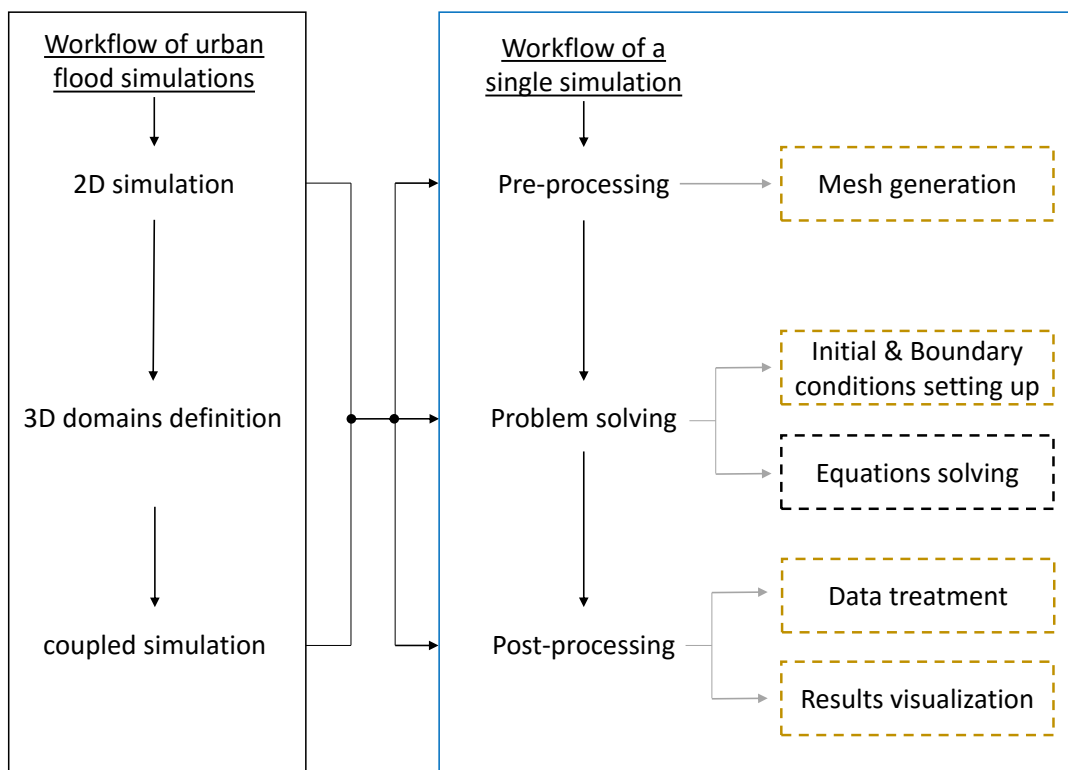 Workflow of urban
flood simulations
2D simulation
3D domains definition
coupled simulation
Workflow of a
single simulation
Pre-processing
Mesh generation
Problem solving
Initial & Boundary
conditions setting up
Equations solving
Post-processing
Data treatment
Results visualization